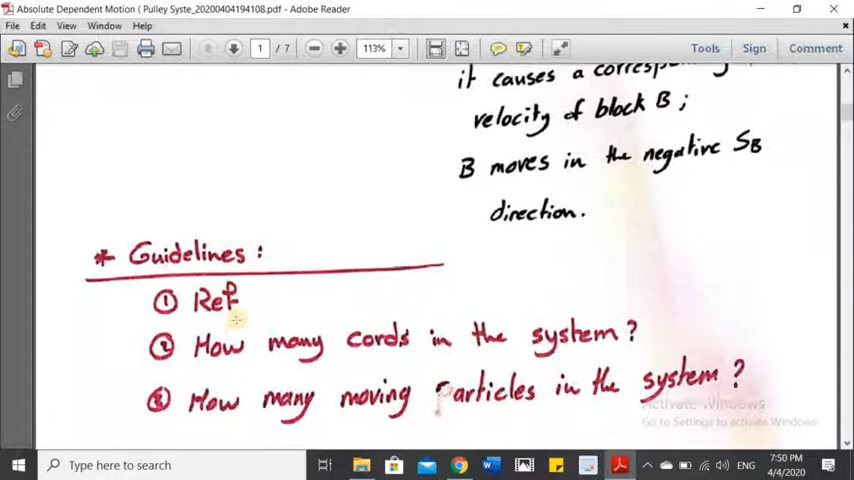 Absolute Dependent Motion ( Pulley Syste_20200404194108.pdf - Adobe Reader
File Edit View Window Help
1 / 7 113% Tools Sign Comment
it causes a
velocity of block B ;
B moves in the negative SB
direction.
* Guidelines :
① Ref
② How many cords in the system ?
③ How many moving particles in the system ?
Activate Windows
Go to Settings to activate Windows.
Type here to search
ENG
7:50 PM
4/4/2020